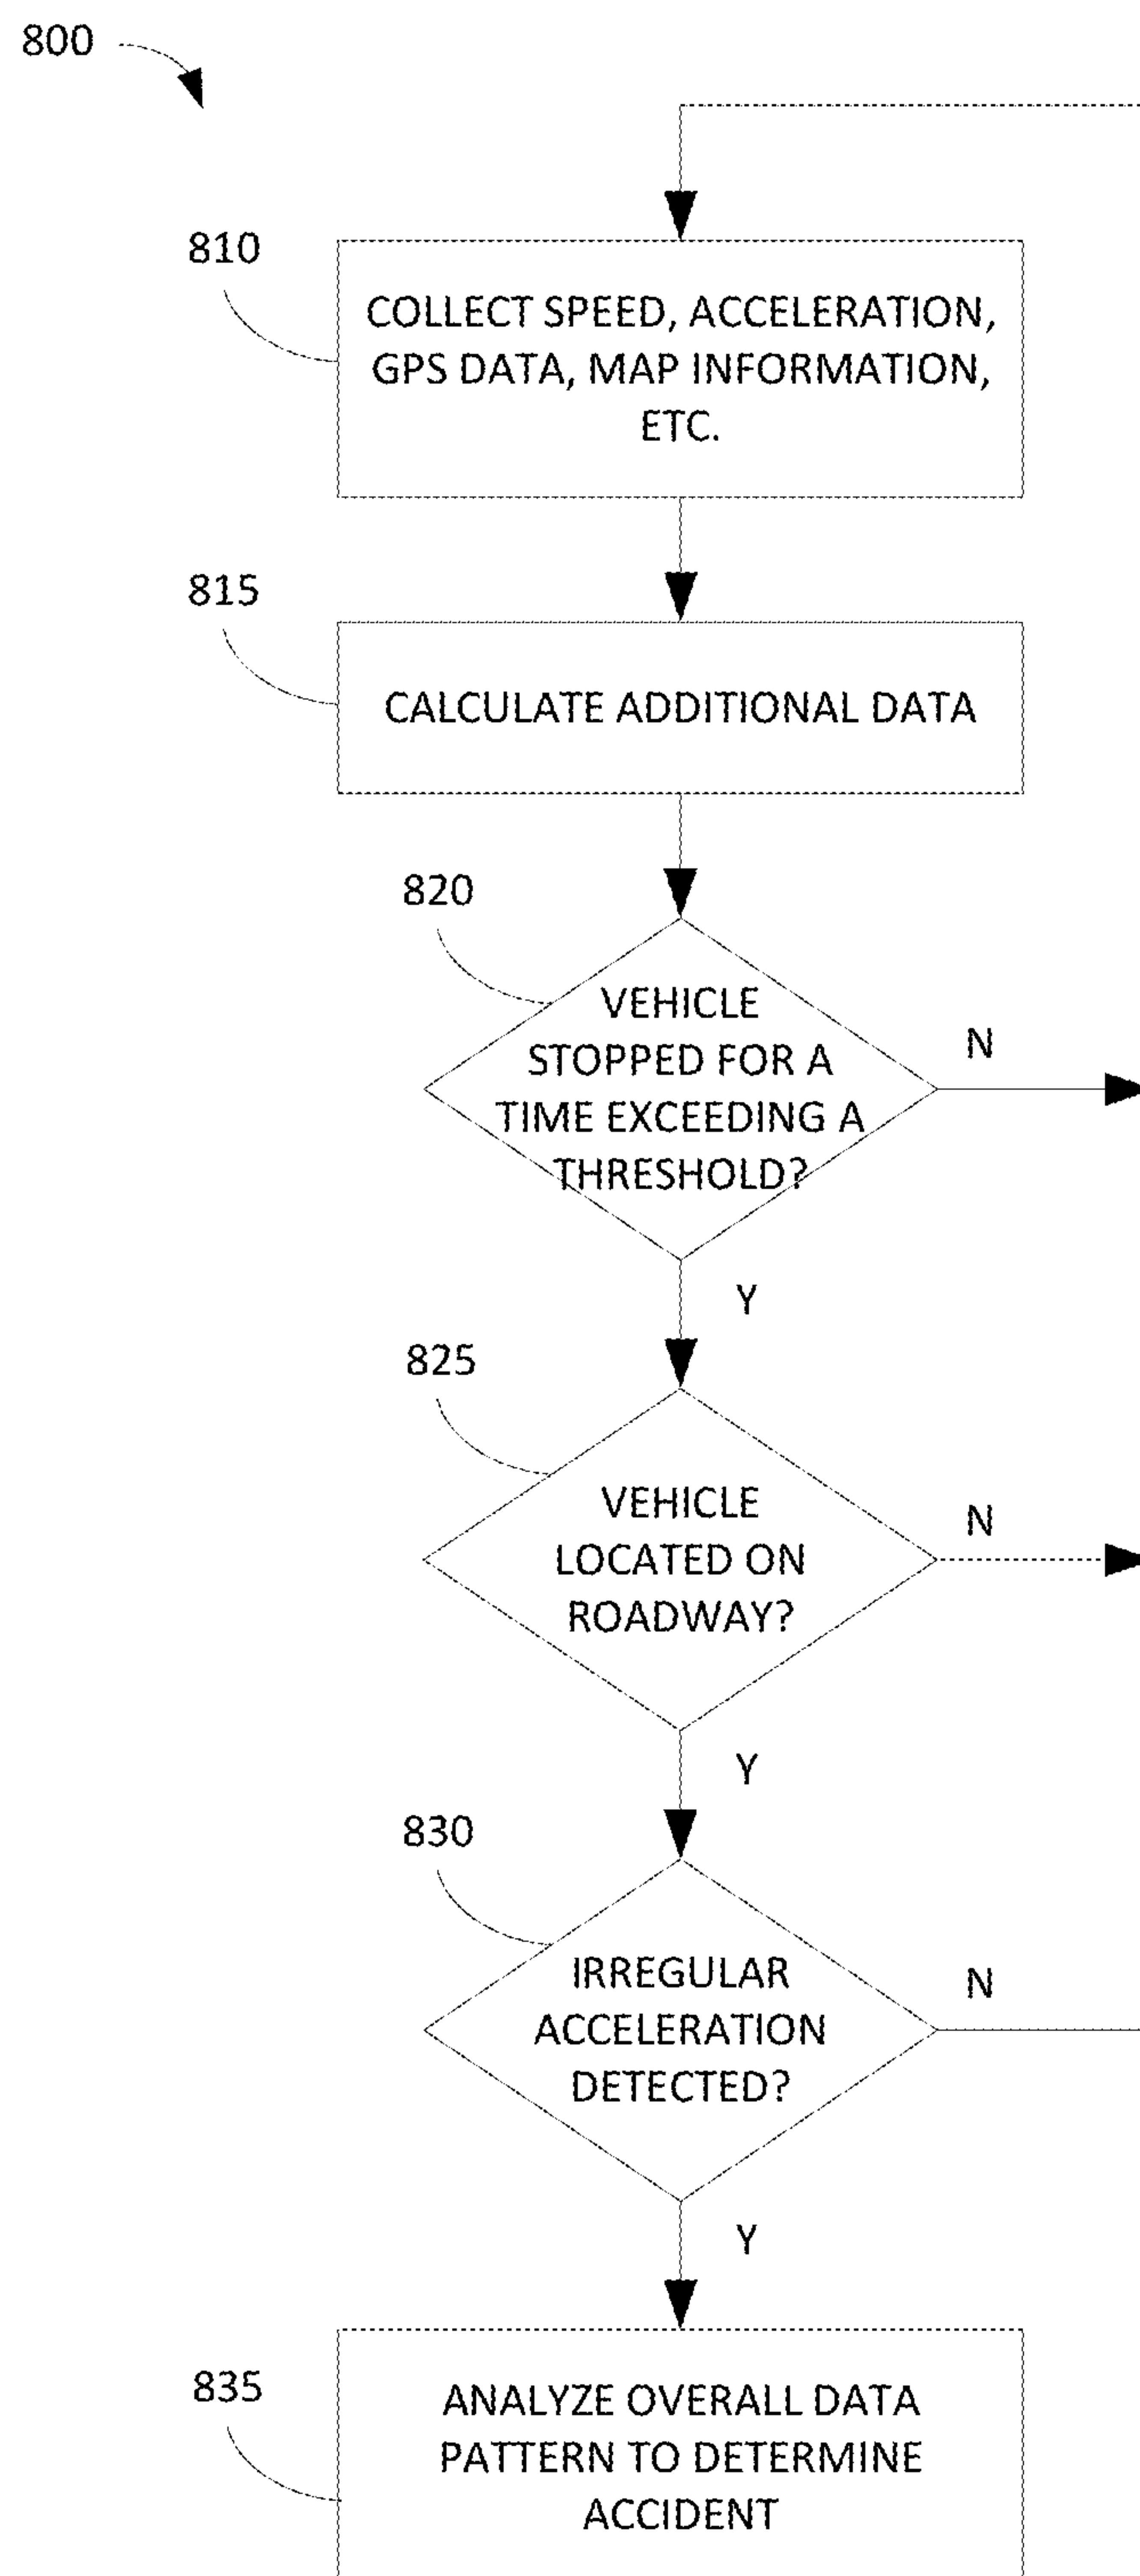 800
810
COLLECT SPEED, ACCELERATION,
GPS DATA, MAP INFORMATION,
ETC.
815
CALCULATE ADDITIONAL DATA
820
VEHICLE
STOPPED FOR A
TIME EXCEEDING A
THRESHOLD?
N
Y
825
VEHICLE
LOCATED ON
ROADWAY?
N
Y
830
IRREGULAR
ACCELERATION
DETECTED?
N
Y
835
ANALYZE OVERALL DATA
PATTERN TO DETERMINE
ACCIDENT